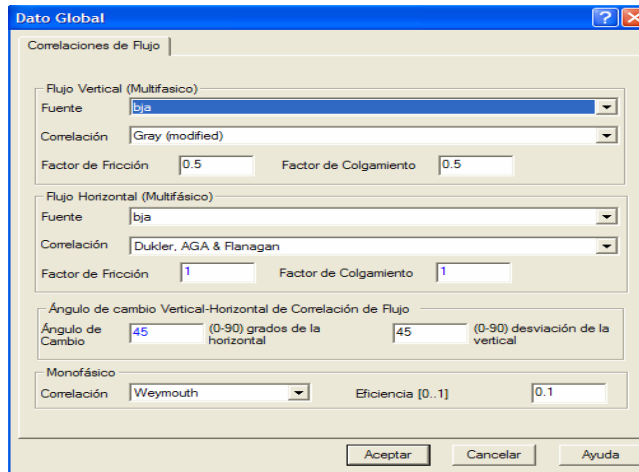 Dato Global
Correlaciones de Flujo
Flujo Vertical (Multifasico)
Fuente bja
Correlación Gray (modified)
Factor de Fricción 0.5 Factor de Colgamiento 0.5
Flujo Horizontal (Multifásico)
Fuente bja
Correlación Dukler, AGA & Flanagan
Factor de Fricción 1 Factor de Colgamiento 1
Ángulo de cambio Vertical-Horizontal de Correlación de Flujo
Ángulo de Cambio 45 (0-90) grados de la horizontal 45 (0-90) desviación de la vertical
Monofásico
Correlación Weymouth Eficiencia [0..1] 0.1
Aceptar Cancelar Ayuda